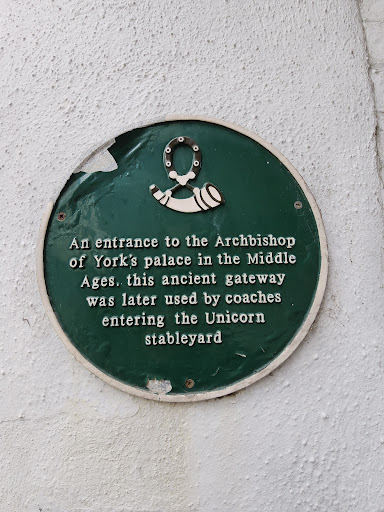 An entrance to the Archbishop
of York's palace in the Middle
Ages, this ancient gateway
was later used by coaches
entering the Unicorn
stableyard